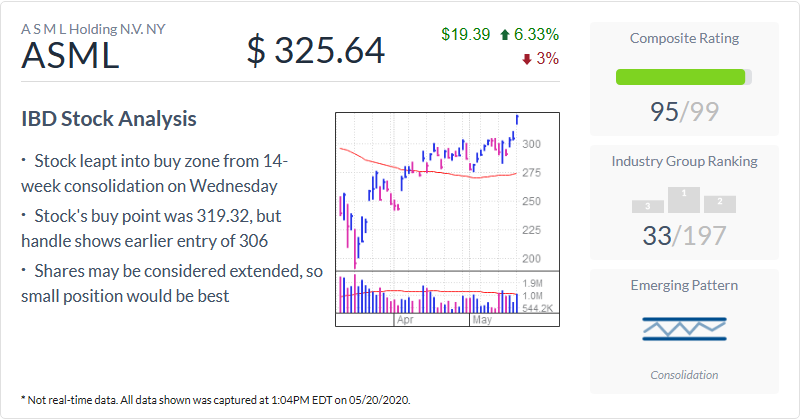 A S M L Holding N.V. NY
ASML
$ 325.64
$19.39 6.33%
3%
IBD Stock Analysis
· Stock leapt into buy zone from 14-
week consolidation on Wednesday
· Stock's buy point was 319.32, but
handle shows earlier entry of 306
· Shares may be considered extended, so
small position would be best
300
275
250
225
200
1.9M
1.0M
544.2K
Apr
May
Composite Rating
95/99
Industry Group Ranking
3
1
2
33/197
Emerging Pattern
Consolidation
* Not real-time data. All data shown was captured at 1:04PM EDT on 05/20/2020.